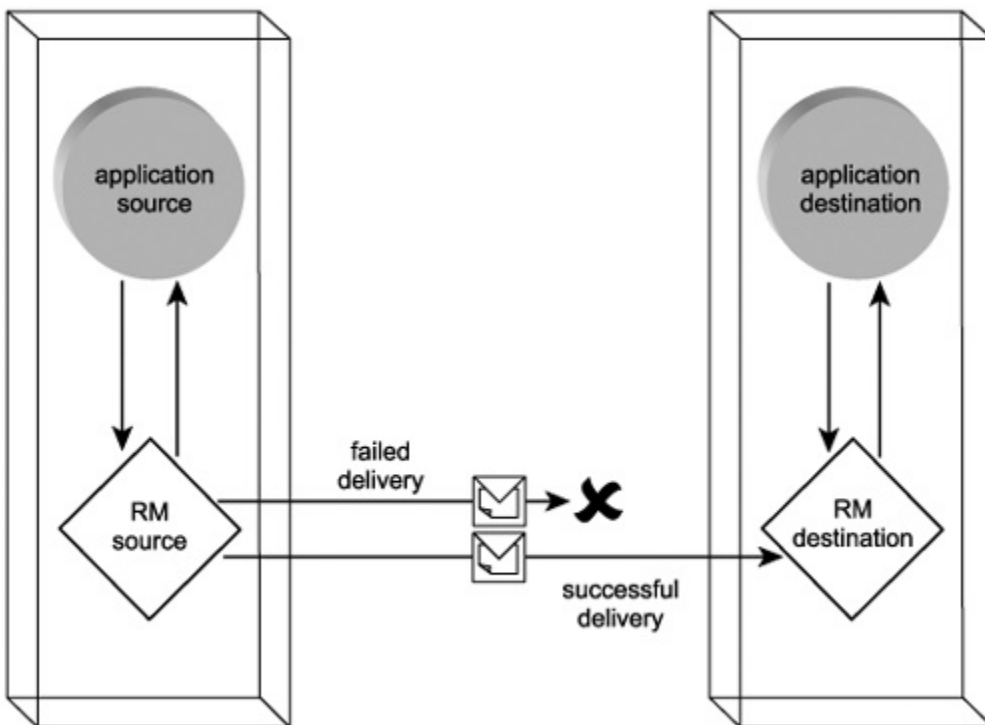 application
source
application
destination
failed
delivery
RM
source
RM
destination
successful
delivery